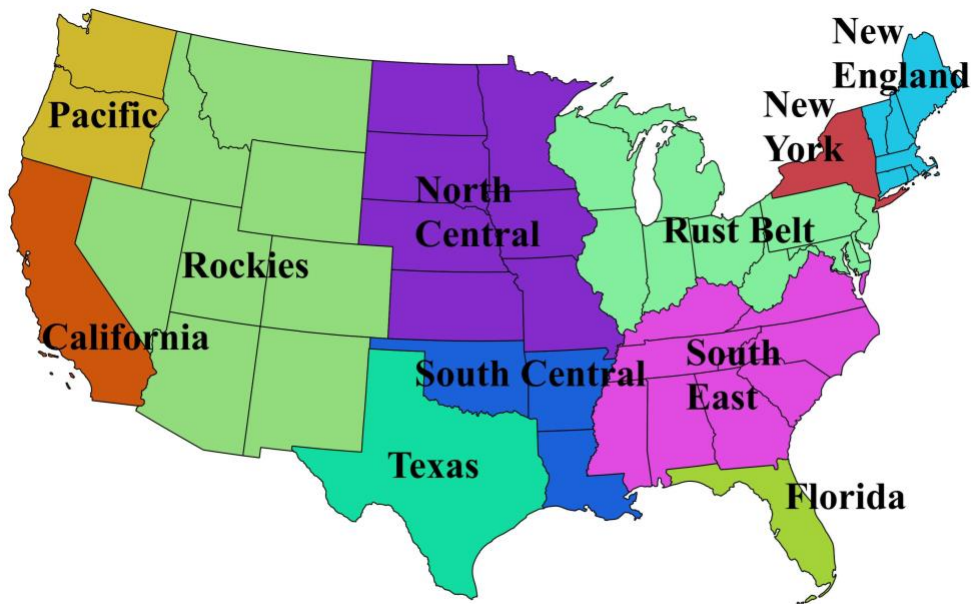 New
England
New
York
Pacific
North
Central
Rust Belt
Rockies
California
South Central
South
East
Texas
Florida